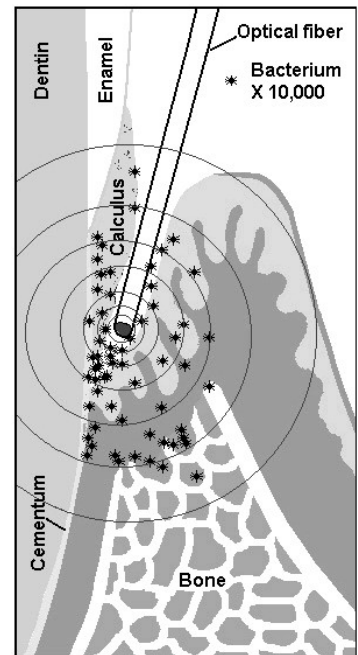 Optical fiber
Bacterium
X 10,000
Dentin
Enamel
Calculus
Cementum
Bone